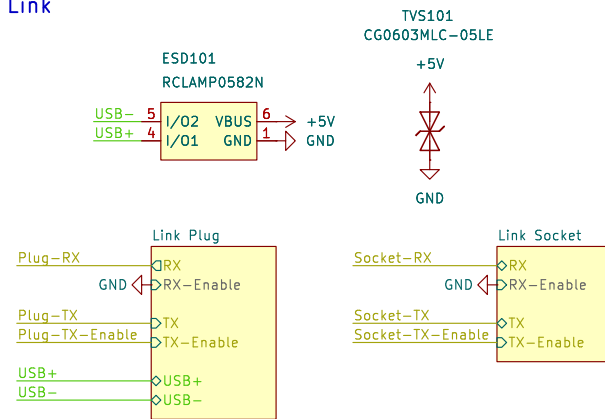 Link
TVS101
CG0603MLC-05LE
+5V
GND
ESD101
RCLAMP0582N
USB- 5 I/O2 VBUS 6 +5V
USB+ 4 I/O1 GND 1 GND
Link Plug
Plug-RX RX
GND RX-Enable
Plug-TX TX
Plug-TX-Enable TX-Enable
USB+ USB+
USB- USB-
Link Socket
Socket-RX RX
GND RX-Enable
Socket-TX TX
Socket-TX-Enable TX-Enable